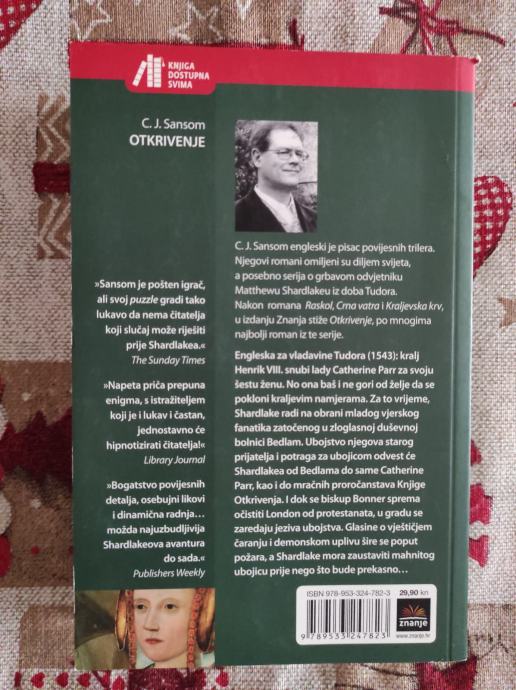 KNJIGA
DOSTUPNA
SVIMA
C. J. Sansom
OTKRIVENJE
C. J. Sansom engleski je pisac povijesnih trilera.
Njegovi romani omiljeni su diljem svijeta,
a posebno serija o grbavom odvjetniku
Matthewu Shardlakeu iz doba Tudora.
Nakon romana Raskol, Crna vatra i Kraljevska krv,
u izdanju Znanja stiže Otkrivenje, po mnogima
najbolji roman iz te serije.
»Sansom je pošten igrač,
ali svoj puzzle gradi tako
lukavo da nema čitatelja
koji slučaj može riješiti
prije Shardlakea.«
The Sunday Times
»Napeta priča prepuna
enigma, s istražiteljem
koji je i lukav i častan,
jednostavno će
hipnotizirati čitatelja!«
Library Journal
»Bogatstvo povijesnih
detalja, osebujni likovi
i dinamična radnja…
možda najuzbudljivija
Shardlakeova avantura
do sada.«
Publishers Weekly
Engleska za vladavine Tudora (1543): kralj
Henrik VIII. snubi lady Catherine Parr za svoju
šestu ženu. No ona baš i ne gori od želje da se
pokloni kraljevim namjerama. Za to vrijeme,
Shardlake radi na obrani mladog vjerskog
fanatika zatočenog u zloglasnoj duševnoj
bolnici Bedlam. Ubojstvo njegova starog
prijatelja i potraga za ubojicom odvest će
Shardlakea od Bedlama do same Catherine
Parr, kao i do mračnih proročanstava Knjige
Otkrivenja. I dok se biskup Bonner sprema
očistiti London od protestanata, u gradu se
zaredaju jeziva ubojstva. Glasine o vještičjem
čaranju i demonskom uplivu šire se poput
požara, a Shardlake mora zaustaviti mahnitog
ubojicu prije nego što bude prekasno…
ISBN 978-953-324-782-3
29,90 kn
9 789533 247823
znanje
www.znanje.hr